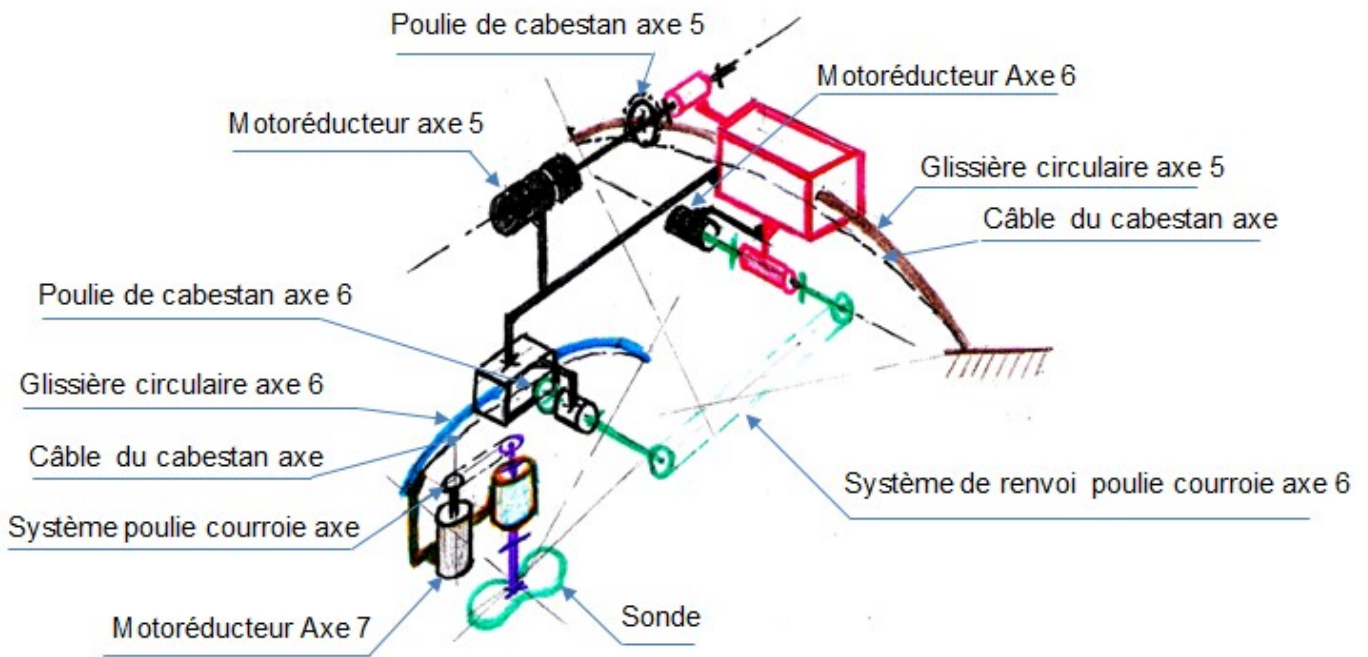 Poulie de cabestan axe 5
Motoréducteur Axe 6
Motoréducteur axe 5
Glissière circulaire axe 5
Câble du cabestan axe
Poulie de cabestan axe 6
Glissière circulaire axe 6
Câble du cabestan axe
Système de renvoi poulie courroie axe 6
Système poulie courroie axe
Sonde
Motoréducteur Axe 7